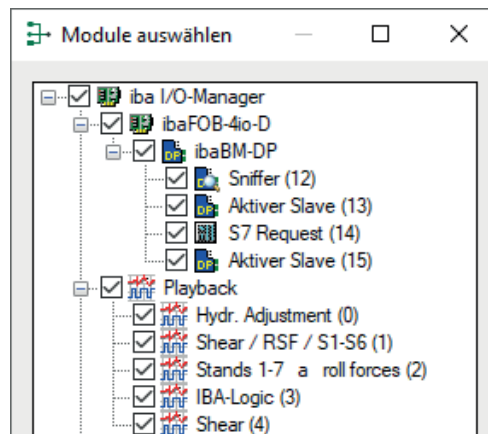 Module auswählen
iba I/O-Manager
ibaFOB-4io-D
ibaBM-DP
Sniffer (12)
Aktiver Slave (13)
S7 Request (14)
Aktiver Slave (15)
Playback
Hydr. Adjustment (0)
Shear / RSF / S1-S6 (1)
Stands 1-7 a roll forces (2)
IBA-Logic (3)
Shear (4)